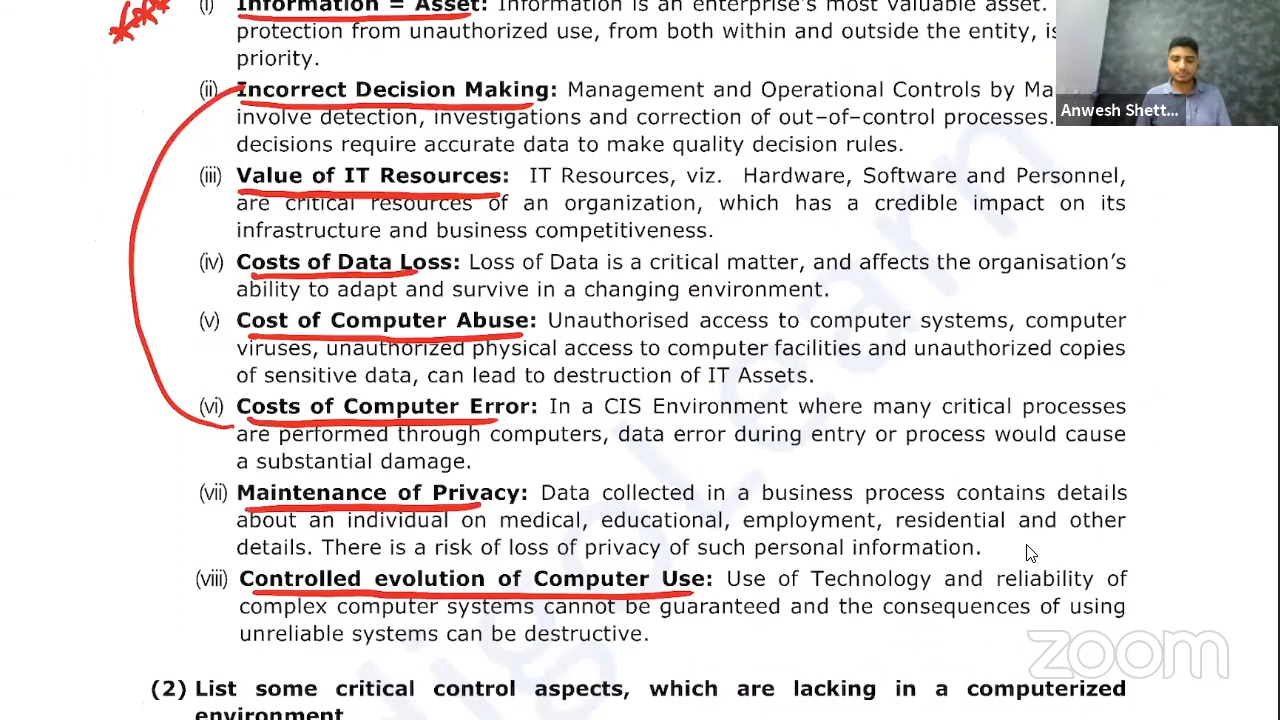 (i) Information = Asset: Information is an enterprise's most valuable asset.
protection from unauthorized use, from both within and outside the entity, is
priority.
(ii) Incorrect Decision Making: Management and Operational Controls by Ma
involve detection, investigations and correction of out-of-control processes.
decisions require accurate data to make quality decision rules.
(iii) Value of IT Resources: IT Resources, viz. Hardware, Software and Personnel,
are critical resources of an organization, which has a credible impact on its
infrastructure and business competitiveness.
(iv) Costs of Data Loss: Loss of Data is a critical matter, and affects the organisation's
ability to adapt and survive in a changing environment.
(v) Cost of Computer Abuse: Unauthorised access to computer systems, computer
viruses, unauthorized physical access to computer facilities and unauthorized copies
of sensitive data, can lead to destruction of IT Assets.
(vi) Costs of Computer Error: In a CIS Environment where many critical processes
are performed through computers, data error during entry or process would cause
a substantial damage.
(vii) Maintenance of Privacy: Data collected in a business process contains details
about an individual on medical, educational, employment, residential and other
details. There is a risk of loss of privacy of such personal information.
(viii) Controlled evolution of Computer Use: Use of Technology and reliability of
complex computer systems cannot be guaranteed and the consequences of using
unreliable systems can be destructive.
(2) List some critical control aspects, which are lacking in a computerized
environment
Anwesh Shett...
zoom